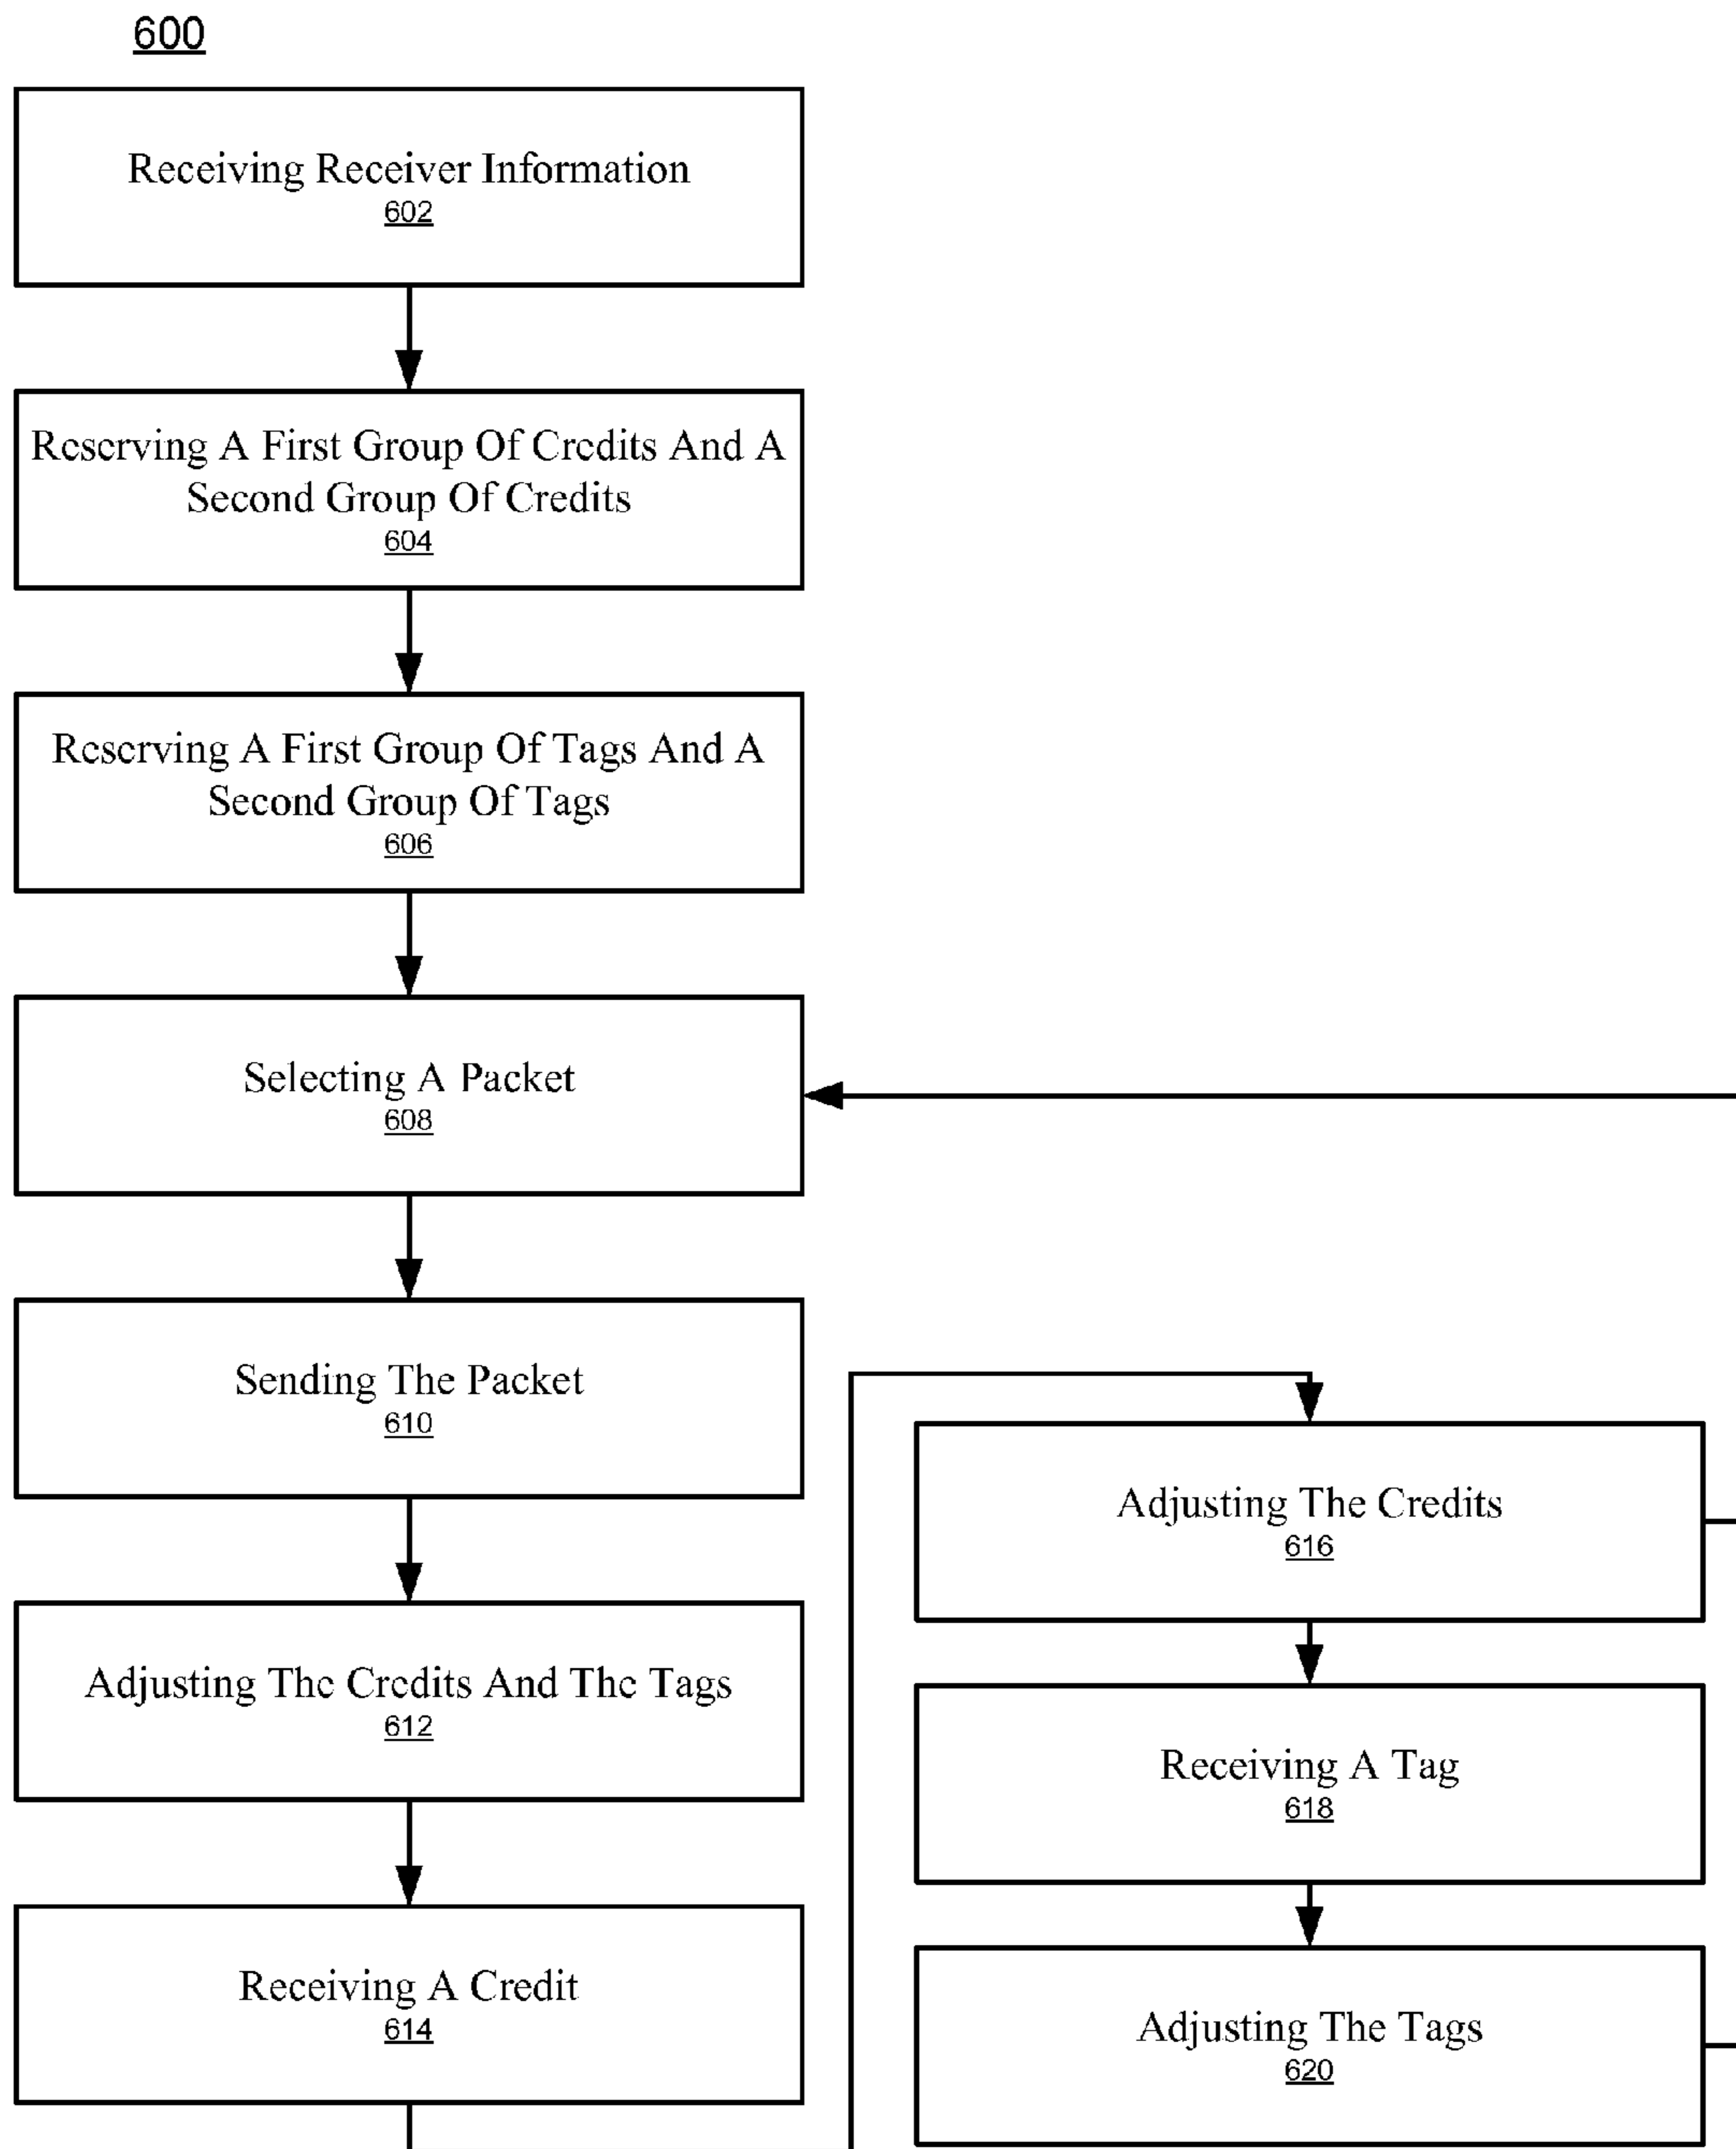 600
Receiving Receiver Information
602
Reserving A First Group Of Credits And A
Second Group Of Credits
604
Reserving A First Group Of Tags And A
Second Group Of Tags
606
Selecting A Packet
608
Sending The Packet
610
Adjusting The Credits And The Tags
612
Receiving A Credit
614
Adjusting The Credits
616
Receiving A Tag
618
Adjusting The Tags
620